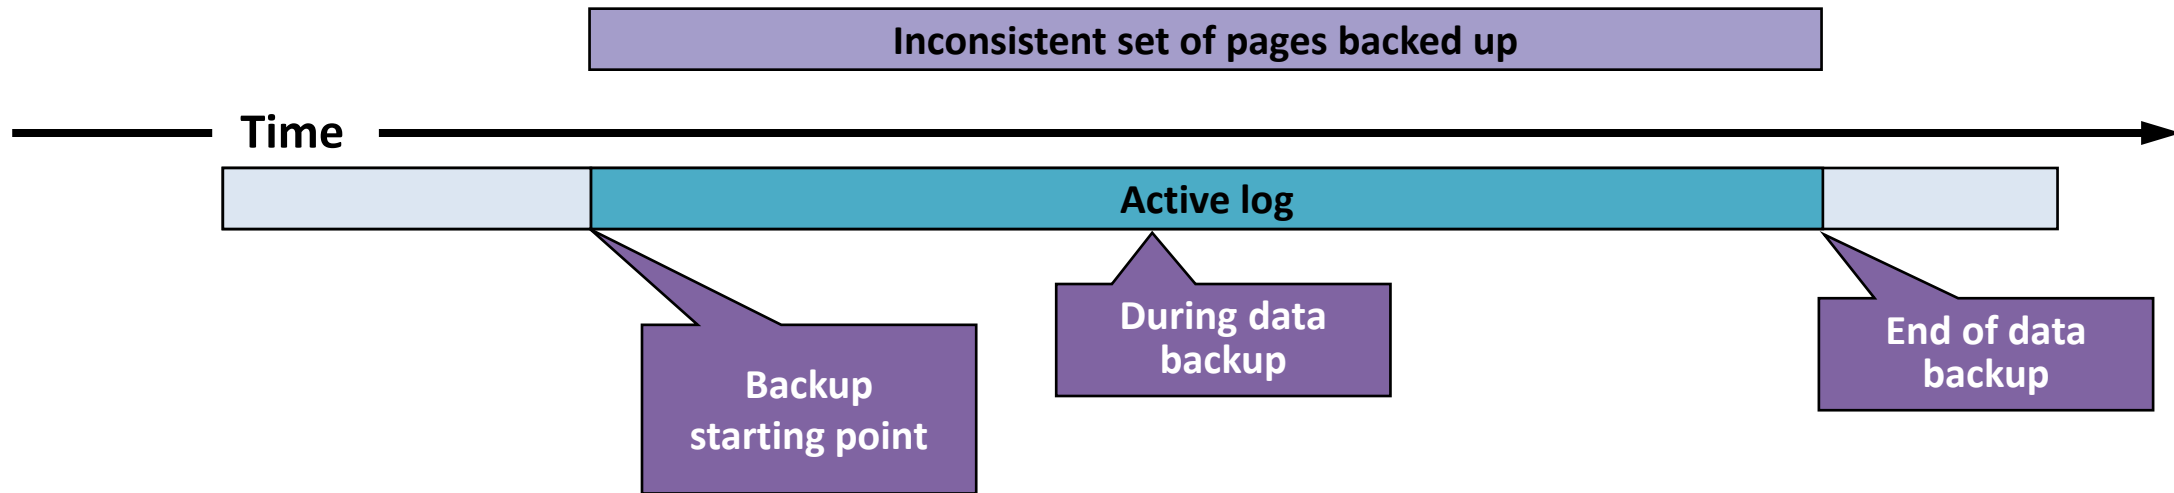 Inconsistent set of pages backed up
Time
Active log
During data
backup
End of data
backup
Backup
starting point